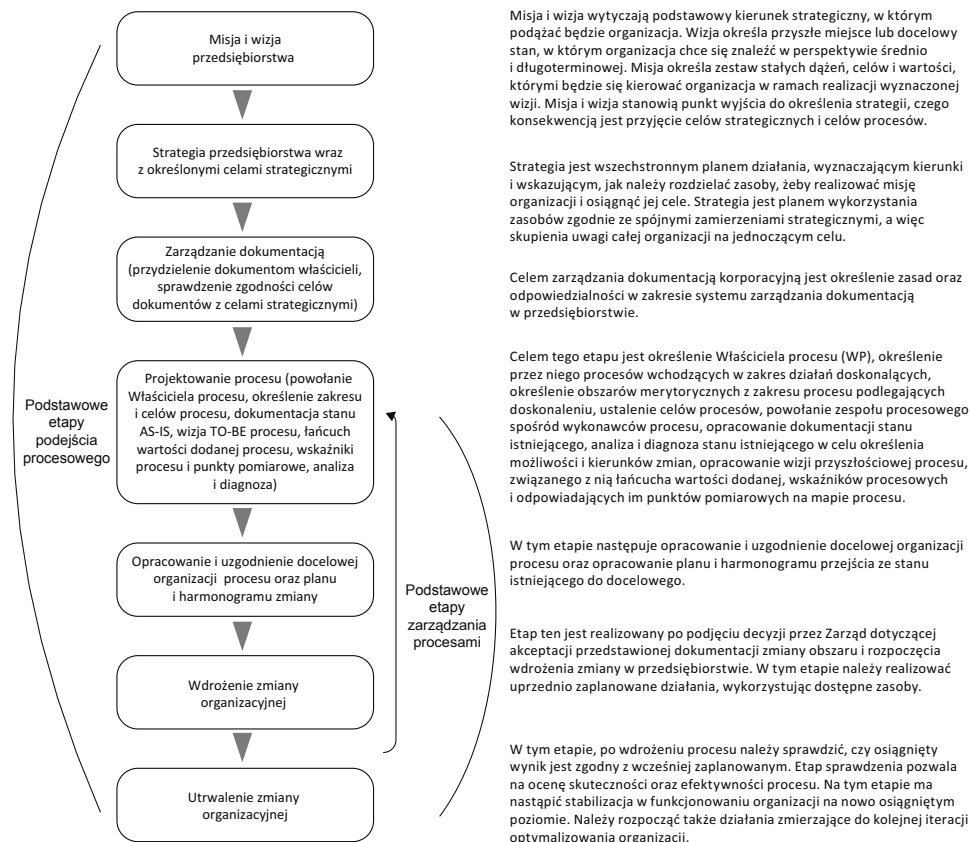 Misja i wizja
przedsiębiorstwa
Misja i wizja wytyczają podstawowy kierunek strategiczny, w którym
podążać będzie organizacja. Wizja określa przyszłe miejsce lub docelowy
stan, w którym organizacja chce się znaleźć w perspektywie średnio
i długoterminowej. Misja określa zestaw stałych dążeń, celów i wartości,
którymi będzie się kierować organizacja w ramach realizacji wyznaczonej
wizji. Misja i wizja stanowią punkt wyjścia do określenia strategii, czego
konsekwencją jest przyjęcie celów strategicznych i celów procesów.
Strategia przedsiębiorstwa wraz
z określonymi celami strategicznymi
Strategia jest wszechstronnym planem działania, wyznaczającym kierunki
i wskazującym, jak należy rozdzielać zasoby, żeby realizować misję
organizacji i osiągnąć jej cele. Strategia jest planem wykorzystania
zasobów zgodnie ze spójnymi zamierzeniami strategicznymi, a więc
skupienia uwagi całej organizacji na jednoczącym celu.
Zarządzanie dokumentacją
(przydzielenie dokumentom właścicieli,
sprawdzenie zgodności celów
dokumentów z celami strategicznymi)
Celem zarządzania dokumentacją korporacyjną jest określenie zasad oraz
odpowiedzialności w zakresie systemu zarządzania dokumentacją
w przedsiębiorstwie.
Podstawowe
etapy
podejścia
procesowego
Projektowanie procesu (powołanie
Właściciela procesu, określenie zakresu
i celów procesu, dokumentacja stanu
AS-IS, wizja TO-BE procesu, łańcuch
wartości dodanej procesu, wskaźniki
procesu i punkty pomiarowe, analiza
i diagnoza)
Celem tego etapu jest określenie Właściciela procesu (WP), określenie
przez niego procesów wchodzących w zakres działań doskonalących,
określenie obszarów merytorycznych z zakresu procesu podlegających
doskonaleniu, ustalenie celów procesów, powołanie zespołu procesowego
spośród wykonawców procesu, opracowanie dokumentacji stanu
istniejącego, analiza i diagnoza stanu istniejącego w celu określenia
możliwości i kierunków zmian, opracowanie wizji przyszłościowej procesu,
związanego z nią łańcucha wartości dodanej, wskaźników procesowych
i odpowiadających im punktów pomiarowych na mapie procesu.
Opracowanie i uzgodnienie docelowej
organizacji procesu oraz planu
i harmonogramu zmiany
W tym etapie następuje opracowanie i uzgodnienie docelowej organizacji
procesu oraz opracowanie planu i harmonogramu przejścia ze stanu
istniejącego do docelowego.
Podstawowe
etapy
zarządzania
procesami
Wdrożenie zmiany
organizacyjnej
Etap ten jest realizowany po podjęciu decyzji przez Zarząd dotyczącej
akceptacji przedstawionej dokumentacji zmiany obszaru i rozpoczęcia
wdrożenia zmiany w przedsiębiorstwie. W tym etapie należy realizować
uprzednio zaplanowane działania, wykorzystując dostępne zasoby.
Utrwalenie zmiany
organizacyjnej
W tym etapie, po wdrożeniu procesu należy sprawdzić, czy osiągnięty
wynik jest zgodny z wcześniej zaplanowanym. Etap sprawdzenia pozwala
na ocenę skuteczności oraz efektywności procesu. Na tym etapie ma
nastąpić stabilizacja w funkcjonowaniu organizacji na nowo osiągniętym
poziomie. Należy rozpocząć także działania zmierzające do kolejnej iteracji
optymalizowania organizacji.